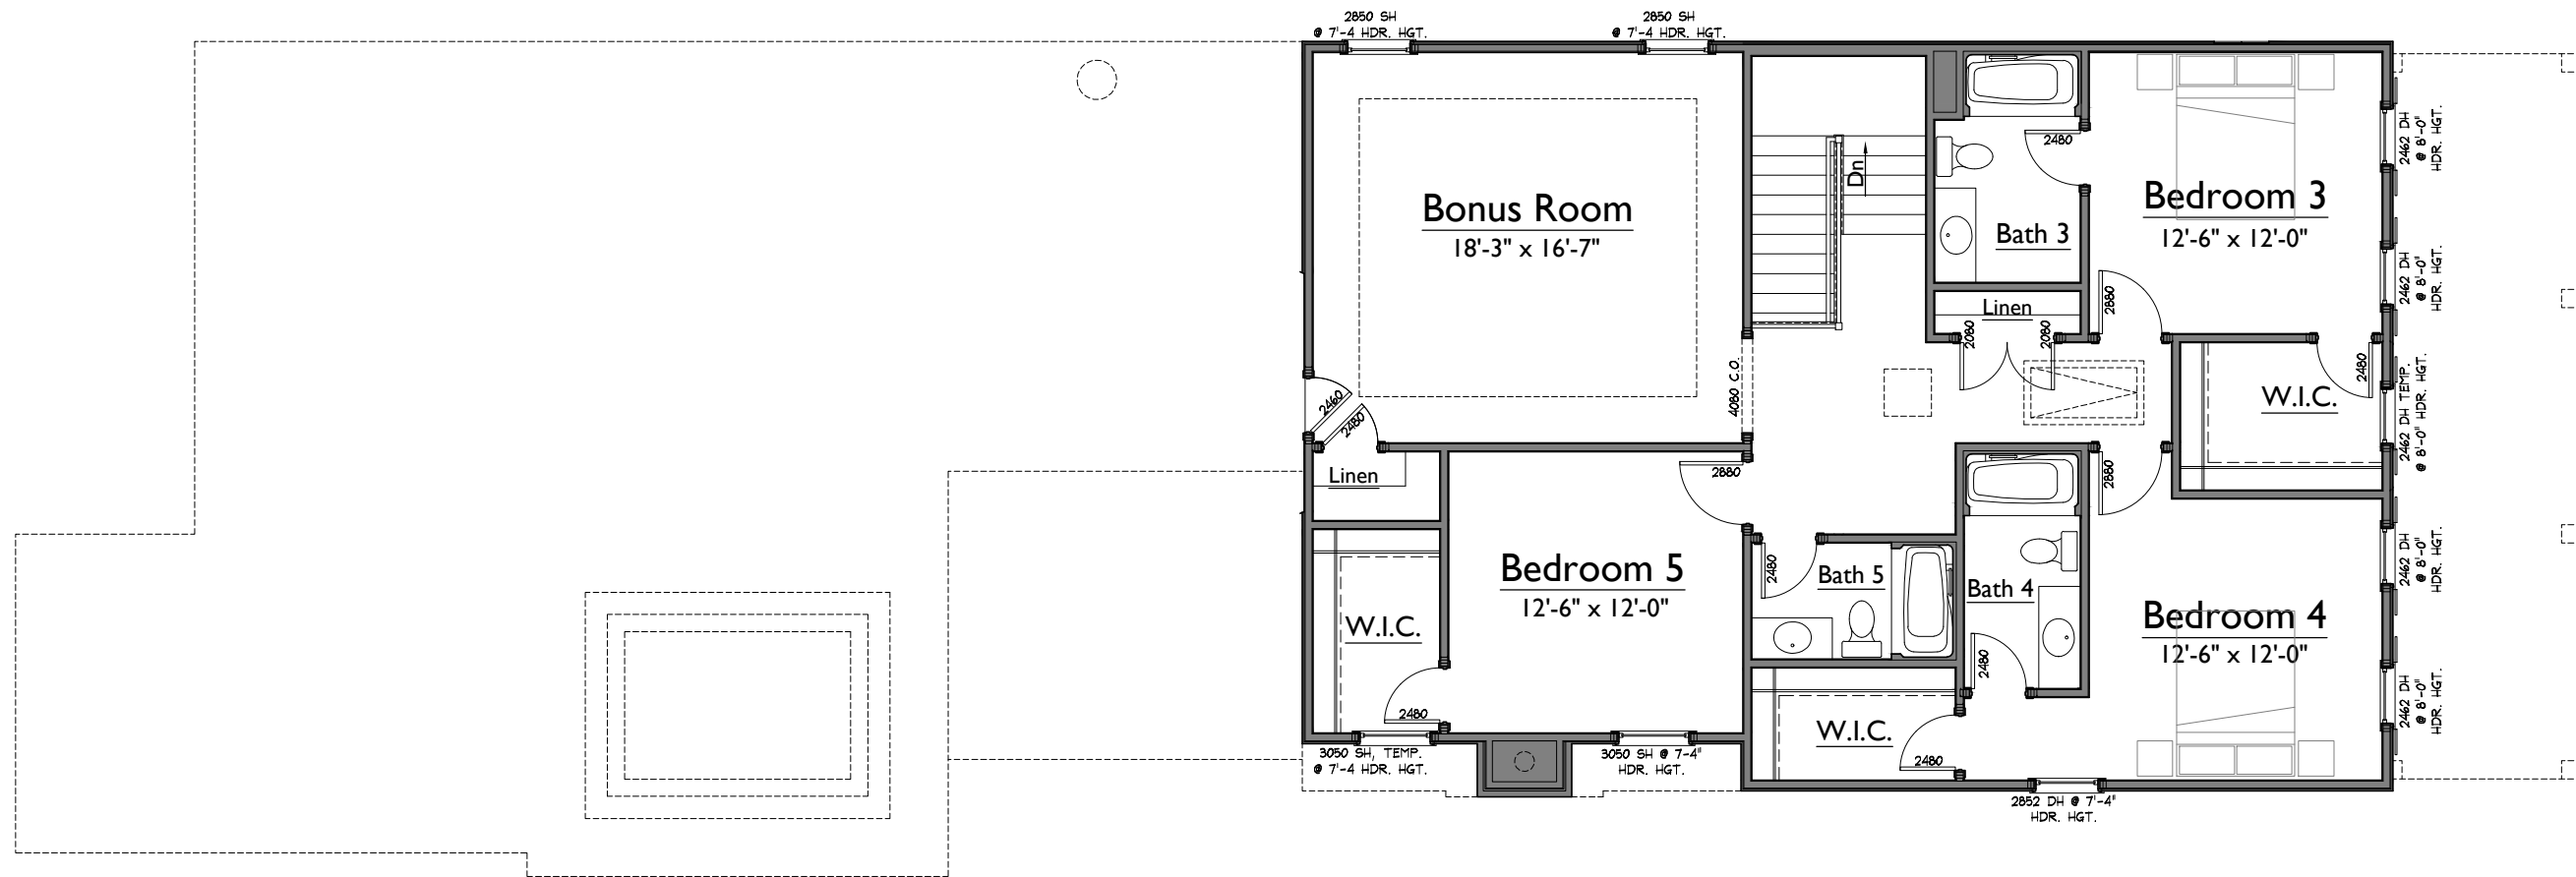 2850 SH
@ 7'-4 HDR. HGT.
2850 SH
@ 7'-4 HDR. HGT.
Bonus Room
18'-3" x 16'-7"
Dn
2480
Bath 3
Bedroom 3
12'-6" x 12'-0"
2462 DH
@ 8'-0"
HDR. HGT.
2462 DH
@ 8'-0"
HDR. HGT.
Linen
2080
2080
2880
4080 C.O.
2480
W.I.C.
2462 DH TEMP.
@ 8'-0" HDR. HGT.
2460
2480
Linen
2880
2880
Bedroom 5
12'-6" x 12'-0"
W.I.C.
2480
2480
Bath 5
Bath 4
2480
Bedroom 4
12'-6" x 12'-0"
2462 DH
@ 8'-0"
HDR. HGT.
2462 DH
@ 8'-0"
HDR. HGT.
W.I.C.
2480
3050 SH, TEMP.
@ 7'-4 HDR. HGT.
3050 SH @ 7-4"
HDR. HGT.
2852 DH @ 7'-4"
HDR. HGT.